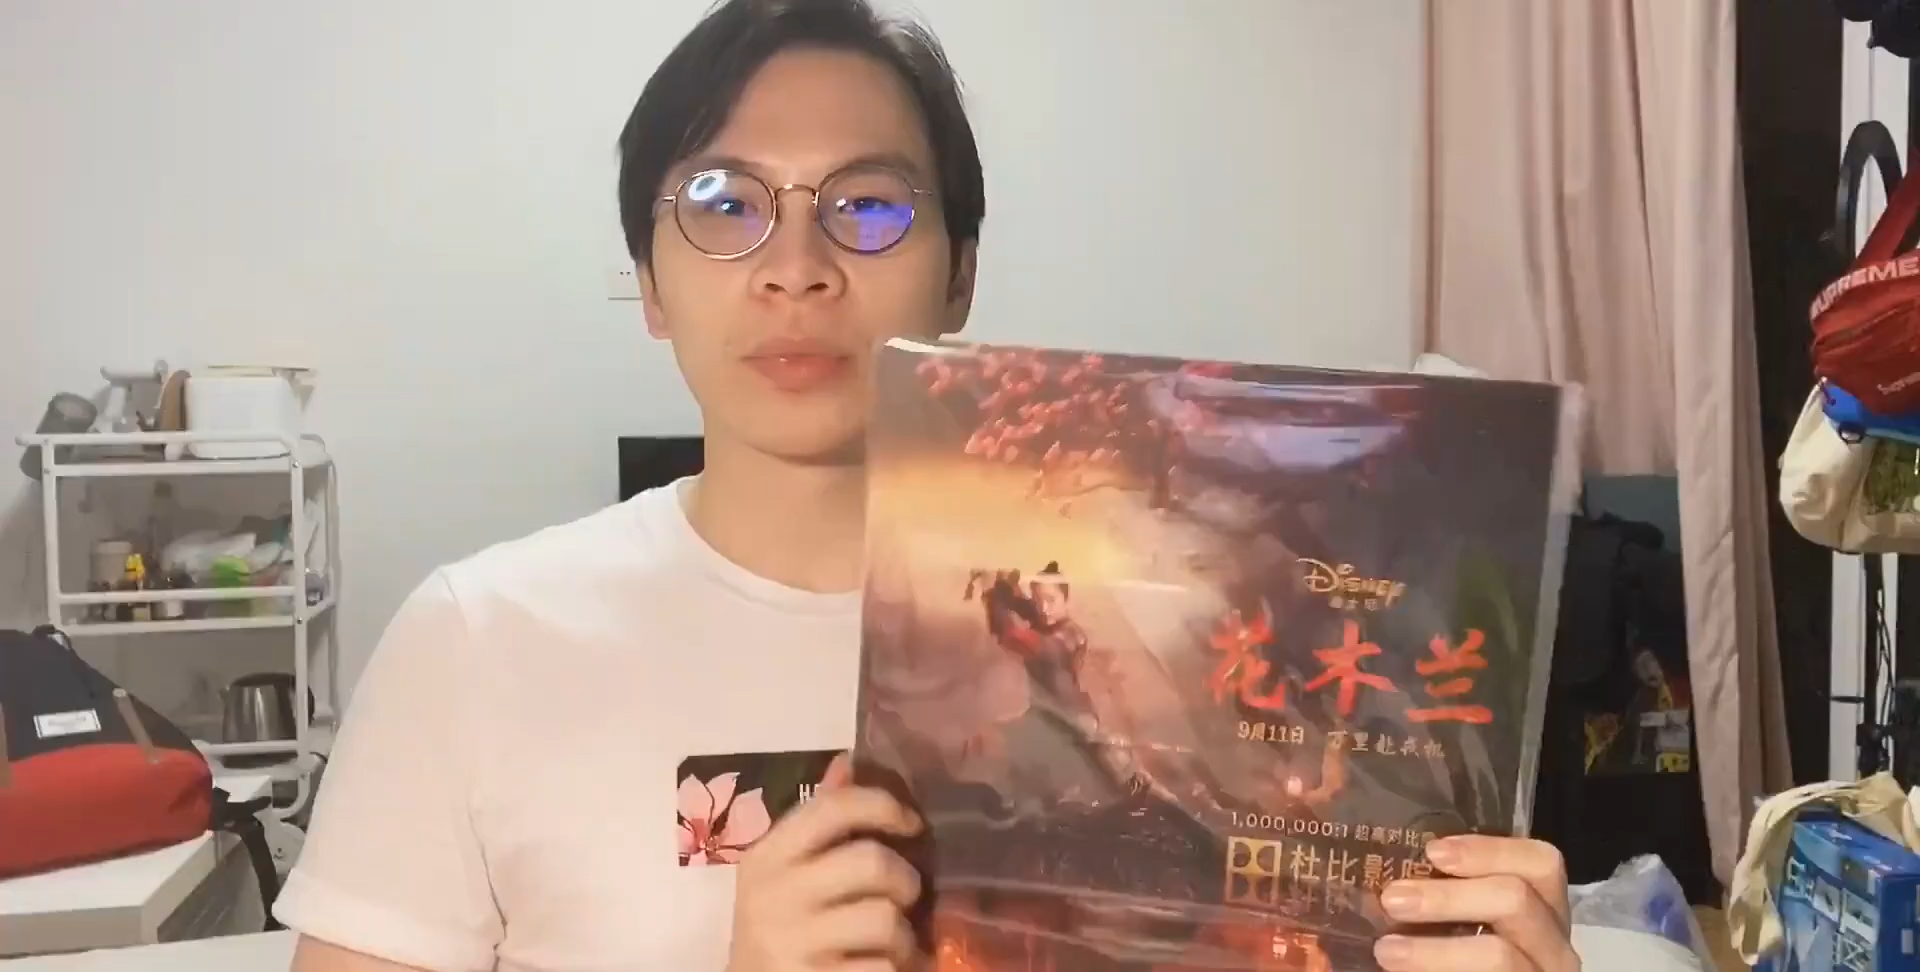 SUPREME
DISNEY
迪士尼
花木兰
9月11日 万里赴戎机
1,000,000:1 超高对比度
杜比影院